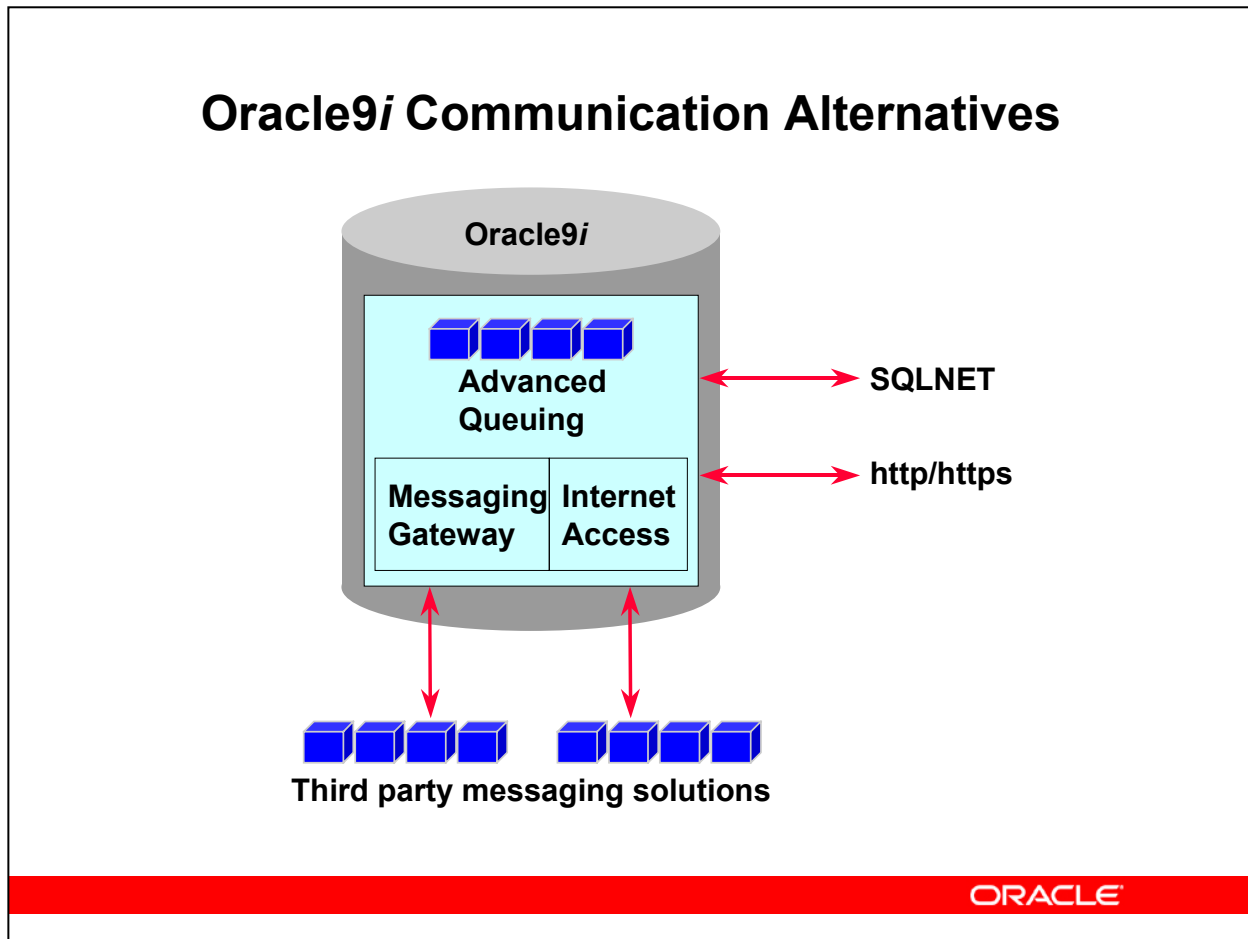 Oracle9i Communication Alternatives
Oracle9i
Advanced
Queuing
SQLNET
http/https
Messaging
Gateway
Internet
Access
Third party messaging solutions
ORACLE